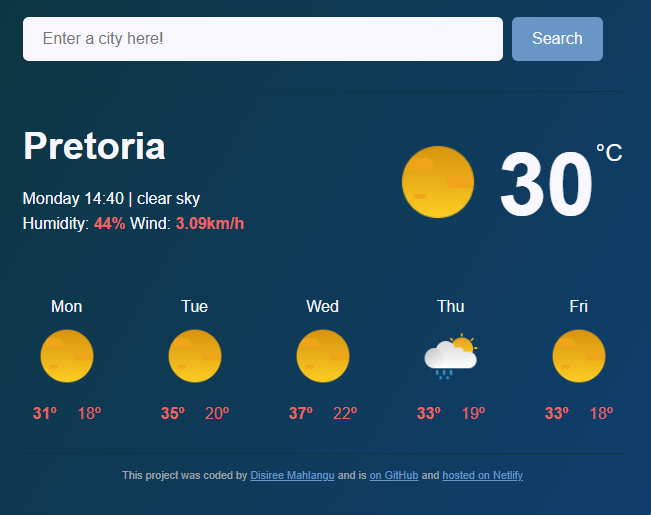 Enter a city here! Search
Pretoria
30 °C
Monday 14:40 | clear sky
Humidity: 44% Wind: 3.09km/h
Mon Tue Wed Thu Fri
31º 18º 35º 20º 37º 22º 33º 19º 33º 18º
This project was coded by Disiree Mahlangu and is on GitHub and hosted on Netlify